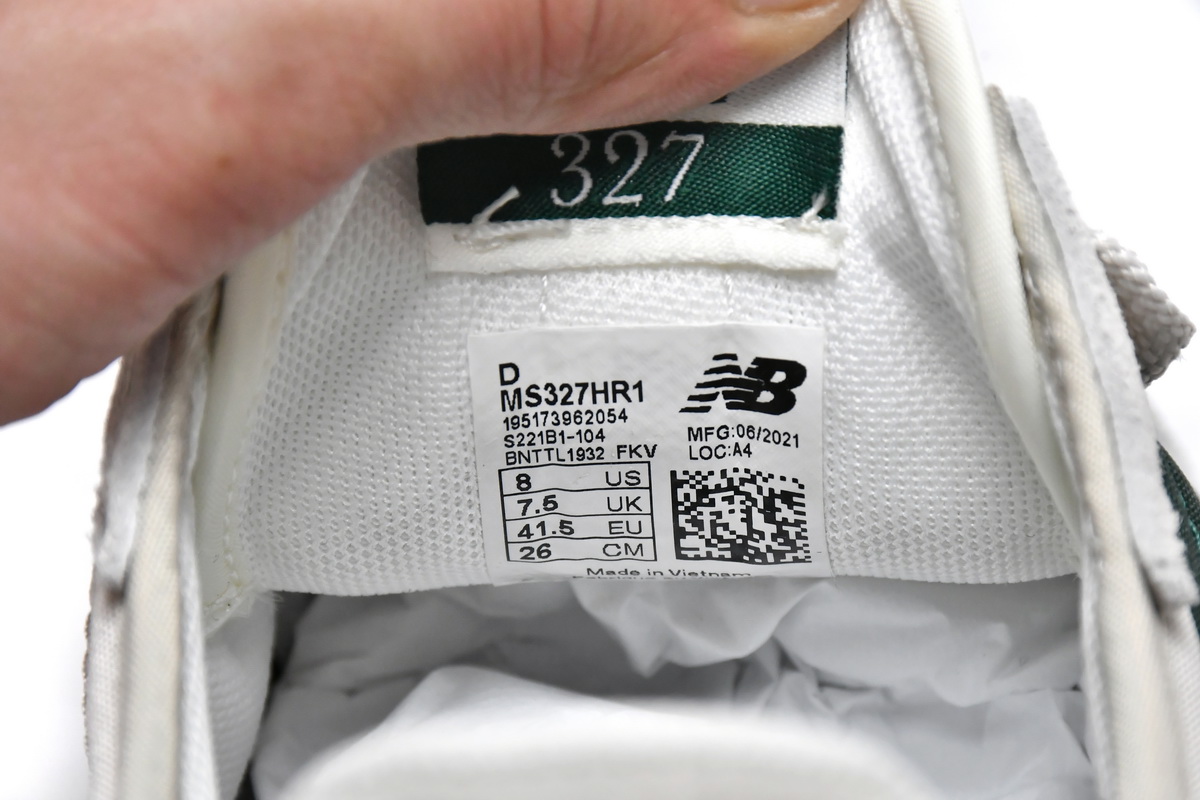 327
D
MS327HR1
195173962054
S221B1-104
BNTTL1932 FKV
NB
MFG:06/2021
LOC:A4
8 US
7.5 UK
41.5 EU
26 CM
Made in Vietnam